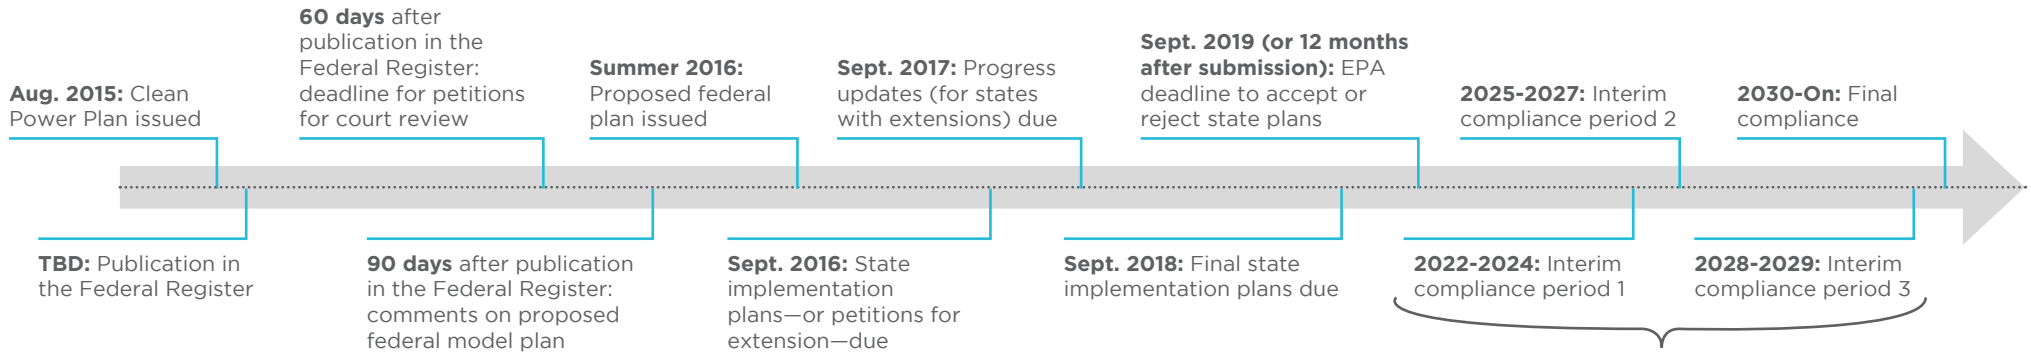 60 days after
publication in the
Federal Register:
deadline for petitions
for court review
Aug. 2015: Clean
Power Plan issued
Summer 2016:
Proposed federal
plan issued
Sept. 2017: Progress
updates (for states
with extensions) due
Sept. 2019 (or 12 months
after submission): EPA
deadline to accept or
reject state plans
2025-2027: Interim
compliance period 2
2030-On: Final
compliance
TBD: Publication in
the Federal Register
90 days after publication
in the Federal Register:
comments on proposed
federal model plan
Sept. 2016: State
implementation
plans—or petitions for
extension—due
Sept. 2018: Final state
implementation plans due
2022-2024: Interim
compliance period 1
2028-2029: Interim
compliance period 3